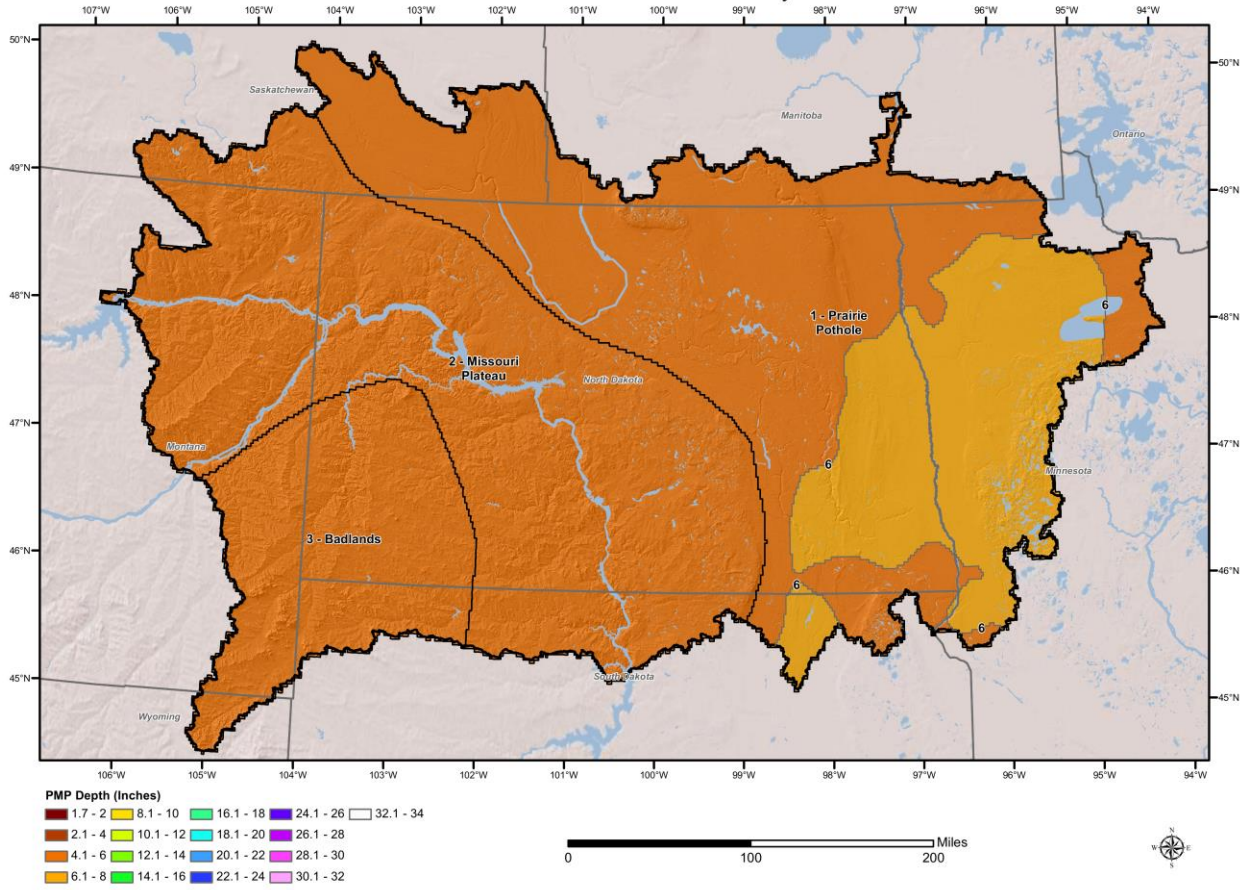 107°W 106°W 105°W 104°W 103°W 102°W 101°W 100°W 99°W 98°W 97°W 96°W 95°W 94°W
50°N 50°N
Saskatchewan
Manitoba
Ontario
49°N 49°N
48°N 48°N
6
1 - Prairie
Pothole
2 - Missouri
Plateau
North Dakota
47°N 47°N
Montana
6
Minnesota
3 - Badlands
46°N 46°N
6
6
45°N 45°N
South Dakota
Wyoming
106°W 105°W 104°W 103°W 102°W 101°W 100°W 99°W 98°W 97°W 96°W 95°W 94°W
PMP Depth (Inches)
1.7 - 2 8.1 - 10 16.1 - 18 24.1 - 26 32.1 - 34
2.1 - 4 10.1 - 12 18.1 - 20 26.1 - 28
4.1 - 6 12.1 - 14 20.1 - 22 28.1 - 30
6.1 - 8 14.1 - 16 22.1 - 24 30.1 - 32
Miles
0 100 200
N
W E
S